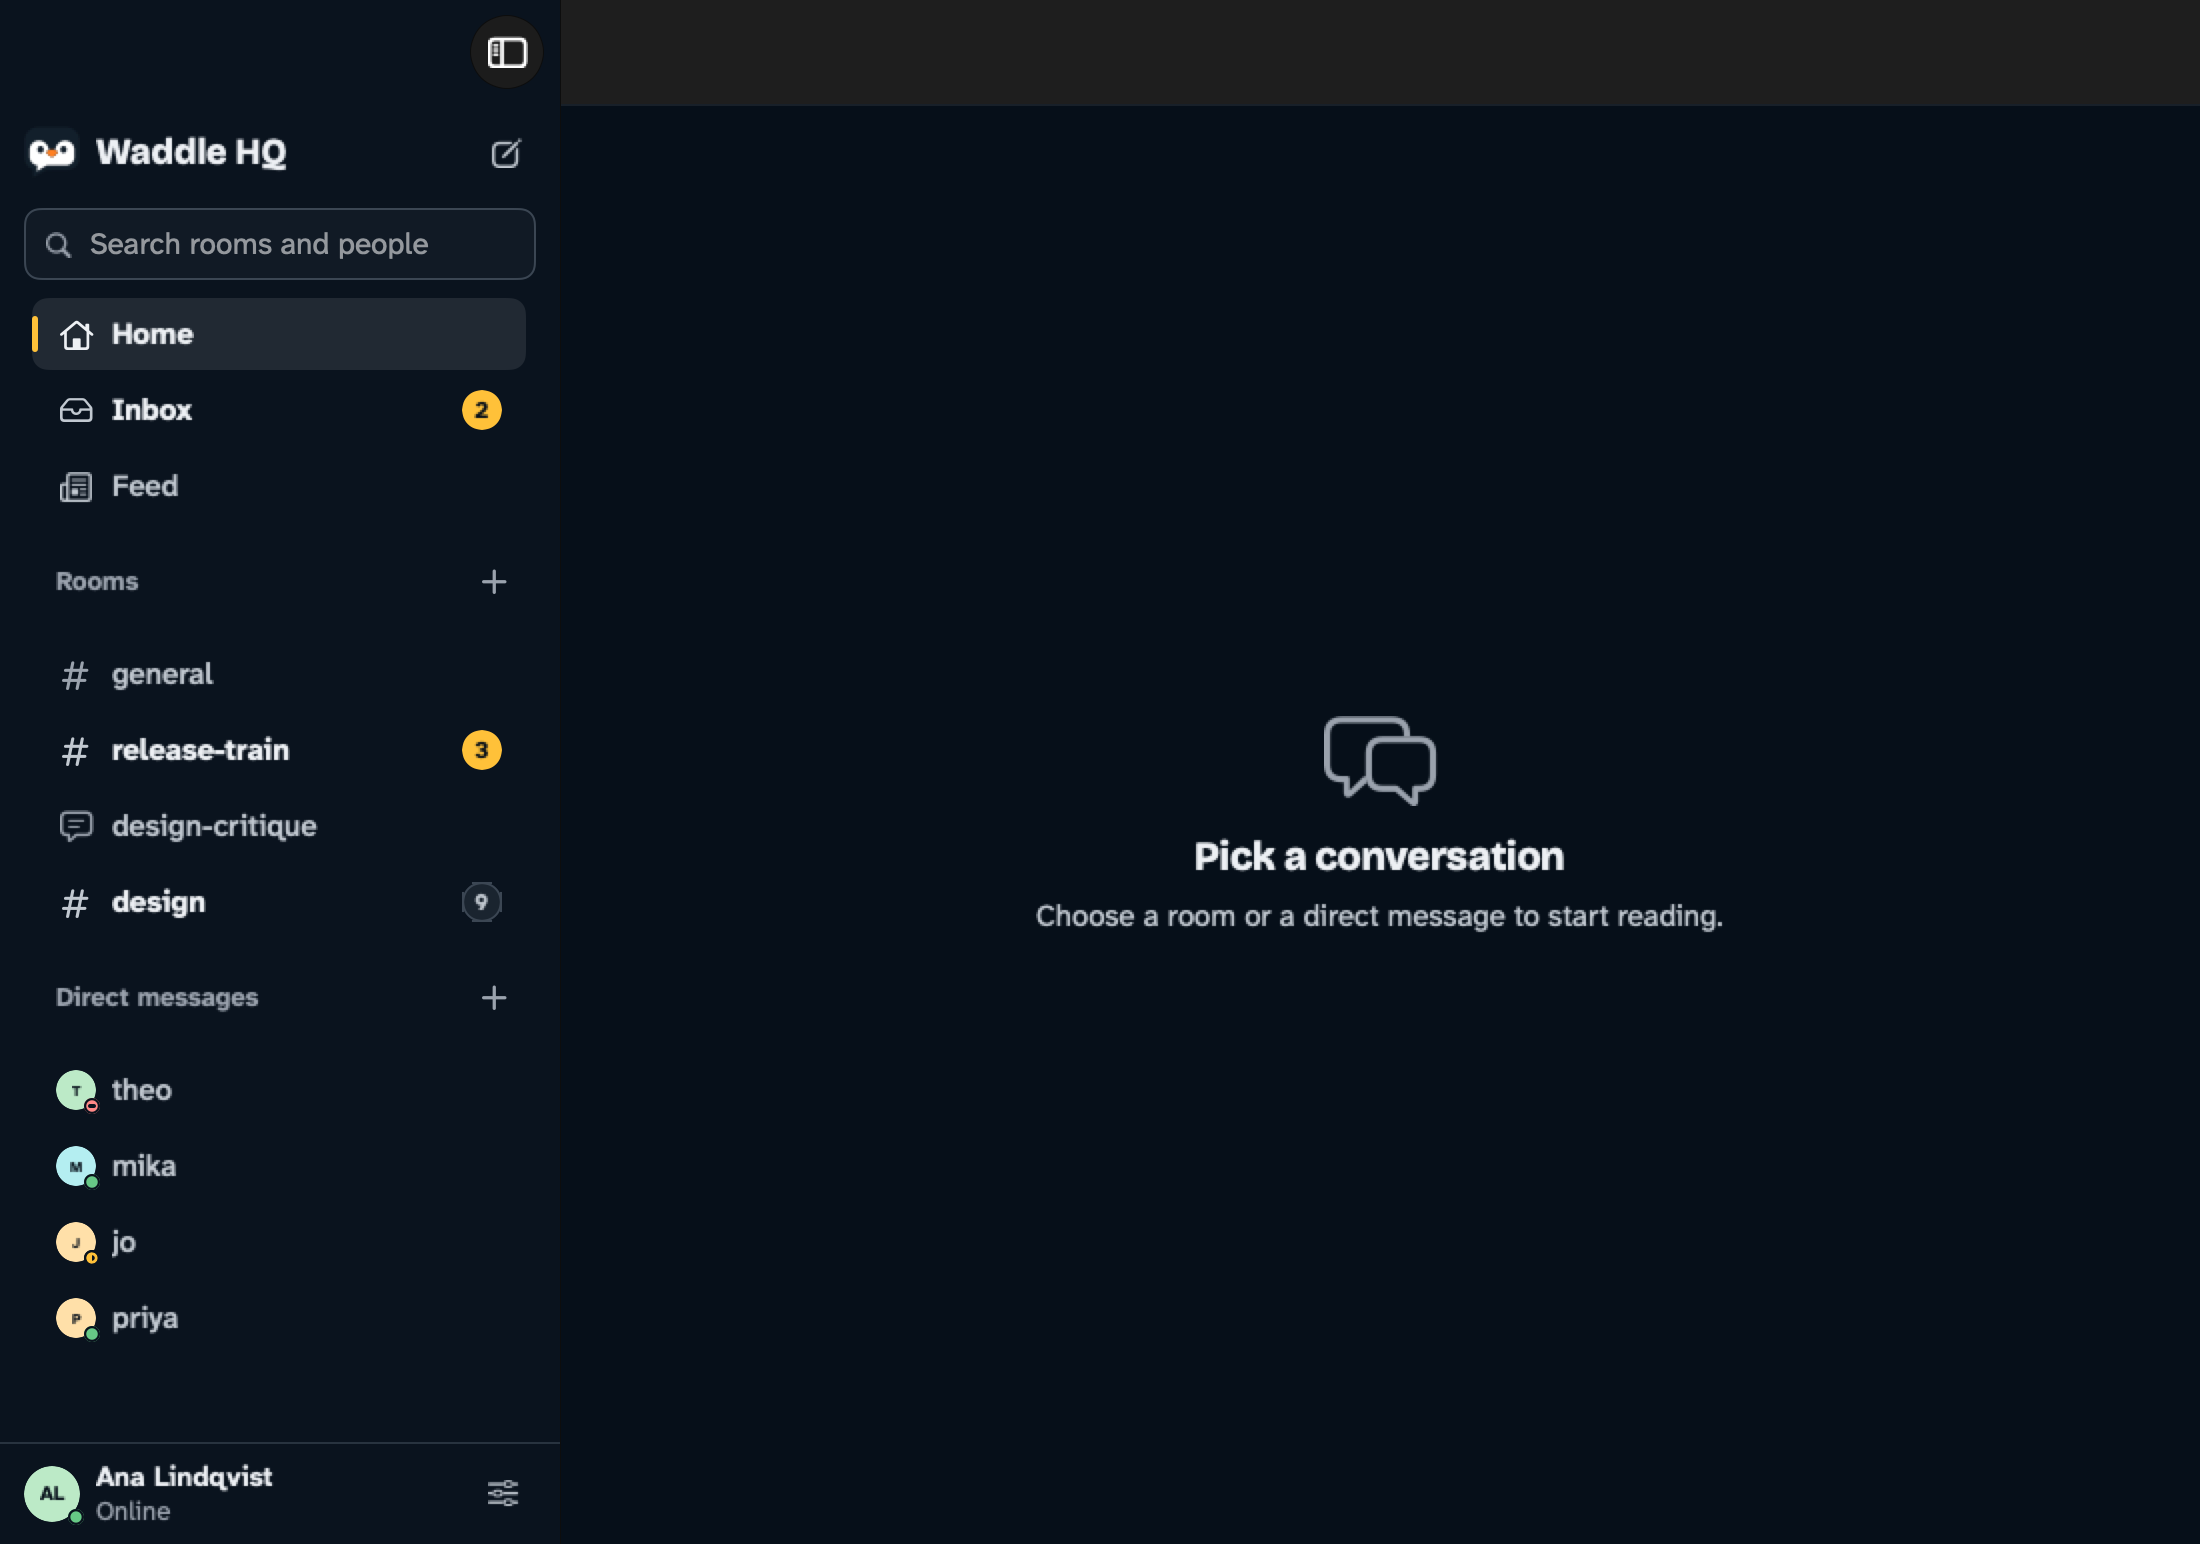 Waddle HQ
Search rooms and people
Home
Inbox 2
Feed
Rooms
# general
# release-train 3
design-critique
# design 9
Direct messages
T theo
M mika
J jo
P priya
AL Ana Lindqvist
Online
Pick a conversation
Choose a room or a direct message to start reading.